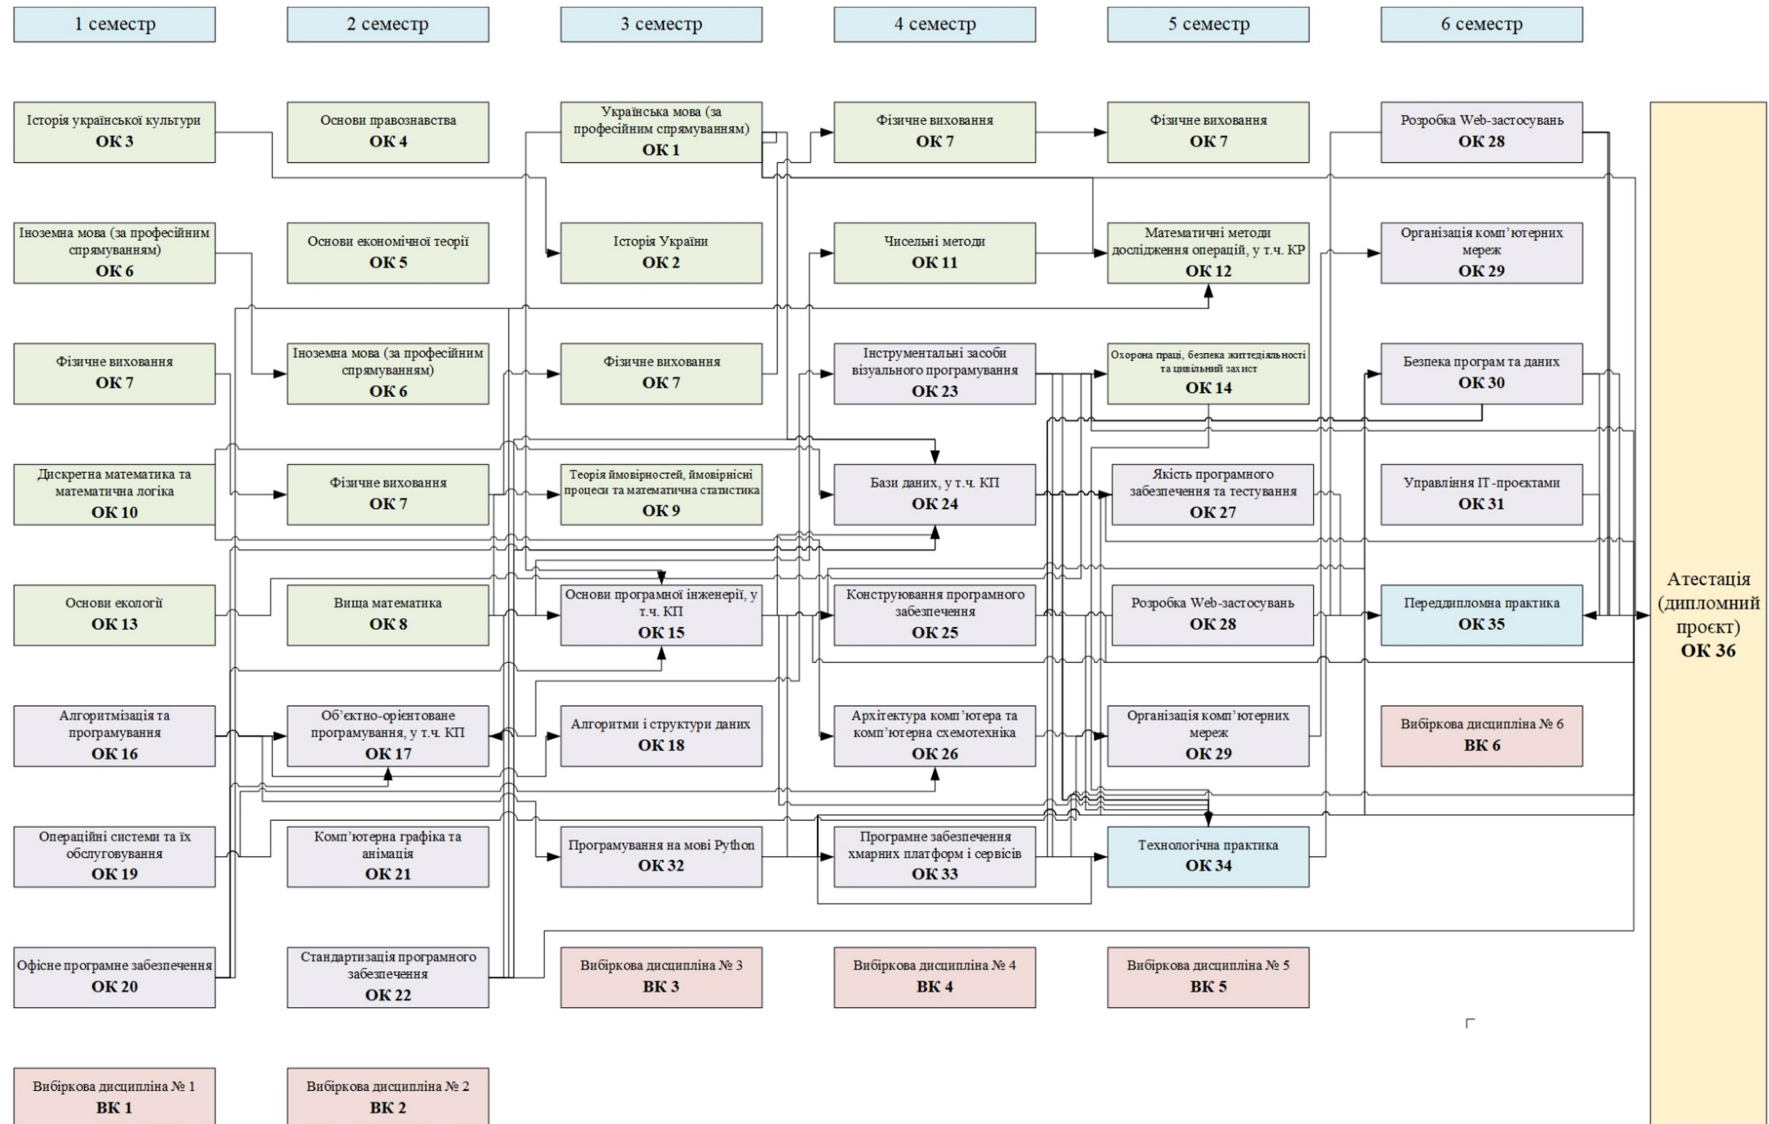 1 семестр
2 семестр
3 семестр
4 семестр
5 семестр
6 семестр
Історія української культури
ОК 3
Основи правознавства
ОК 4
Українська мова (за
професійним спрямуванням)
ОК 1
Фізичне виховання
ОК 7
Фізичне виховання
ОК 7
Розробка Web-застосувань
ОК 28
Іноземна мова (за професійним
спрямуванням)
ОК 6
Основи економічної теорії
ОК 5
Історія України
ОК 2
Чисельні методи
ОК 11
Математичні методи
дослідження операцій, у т.ч. КР
ОК 12
Організація комп’ютерних
мереж
ОК 29
Фізичне виховання
ОК 7
Іноземна мова (за професійним
спрямуванням)
ОК 6
Фізичне виховання
ОК 7
Інструментальні засоби
візуального програмування
ОК 23
Охорона праці, безпека життєдіяльності
та цивільний захист
ОК 14
Безпека програм та даних
ОК 30
Дискретна математика та
математична логіка
ОК 10
Фізичне виховання
ОК 7
Теорія ймовірностей, ймовірнісні
процеси та математична статистика
ОК 9
Бази даних, у т.ч. КП
ОК 24
Якість програмного
забезпечення та тестування
ОК 27
Управління ІТ-проєктами
ОК 31
Основи екології
ОК 13
Вища математика
ОК 8
Основи програмної інженерії, у
т.ч. КП
ОК 15
Конструювання програмного
забезпечення
ОК 25
Розробка Web-застосувань
ОК 28
Переддипломна практика
ОК 35
Атестація
(дипломний
проєкт)
ОК 36
Алгоритмізація та
програмування
ОК 16
Об’єктно-орієнтоване
програмування, у т.ч. КП
ОК 17
Алгоритми і структури даних
ОК 18
Архітектура комп’ютера та
комп’ютерна схемотехніка
ОК 26
Організація комп’ютерних
мереж
ОК 29
Вибіркова дисципліна № 6
ВК 6
Операційні системи та їх
обслуговування
ОК 19
Комп’ютерна графіка та
анімація
ОК 21
Програмування на мові Python
ОК 32
Програмне забезпечення
хмарних платформ і сервісів
ОК 33
Технологічна практика
ОК 34
Офісне програмне забезпечення
ОК 20
Стандартизація програмного
забезпечення
ОК 22
Вибіркова дисципліна № 3
ВК 3
Вибіркова дисципліна № 4
ВК 4
Вибіркова дисципліна № 5
ВК 5
Вибіркова дисципліна № 1
ВК 1
Вибіркова дисципліна № 2
ВК 2